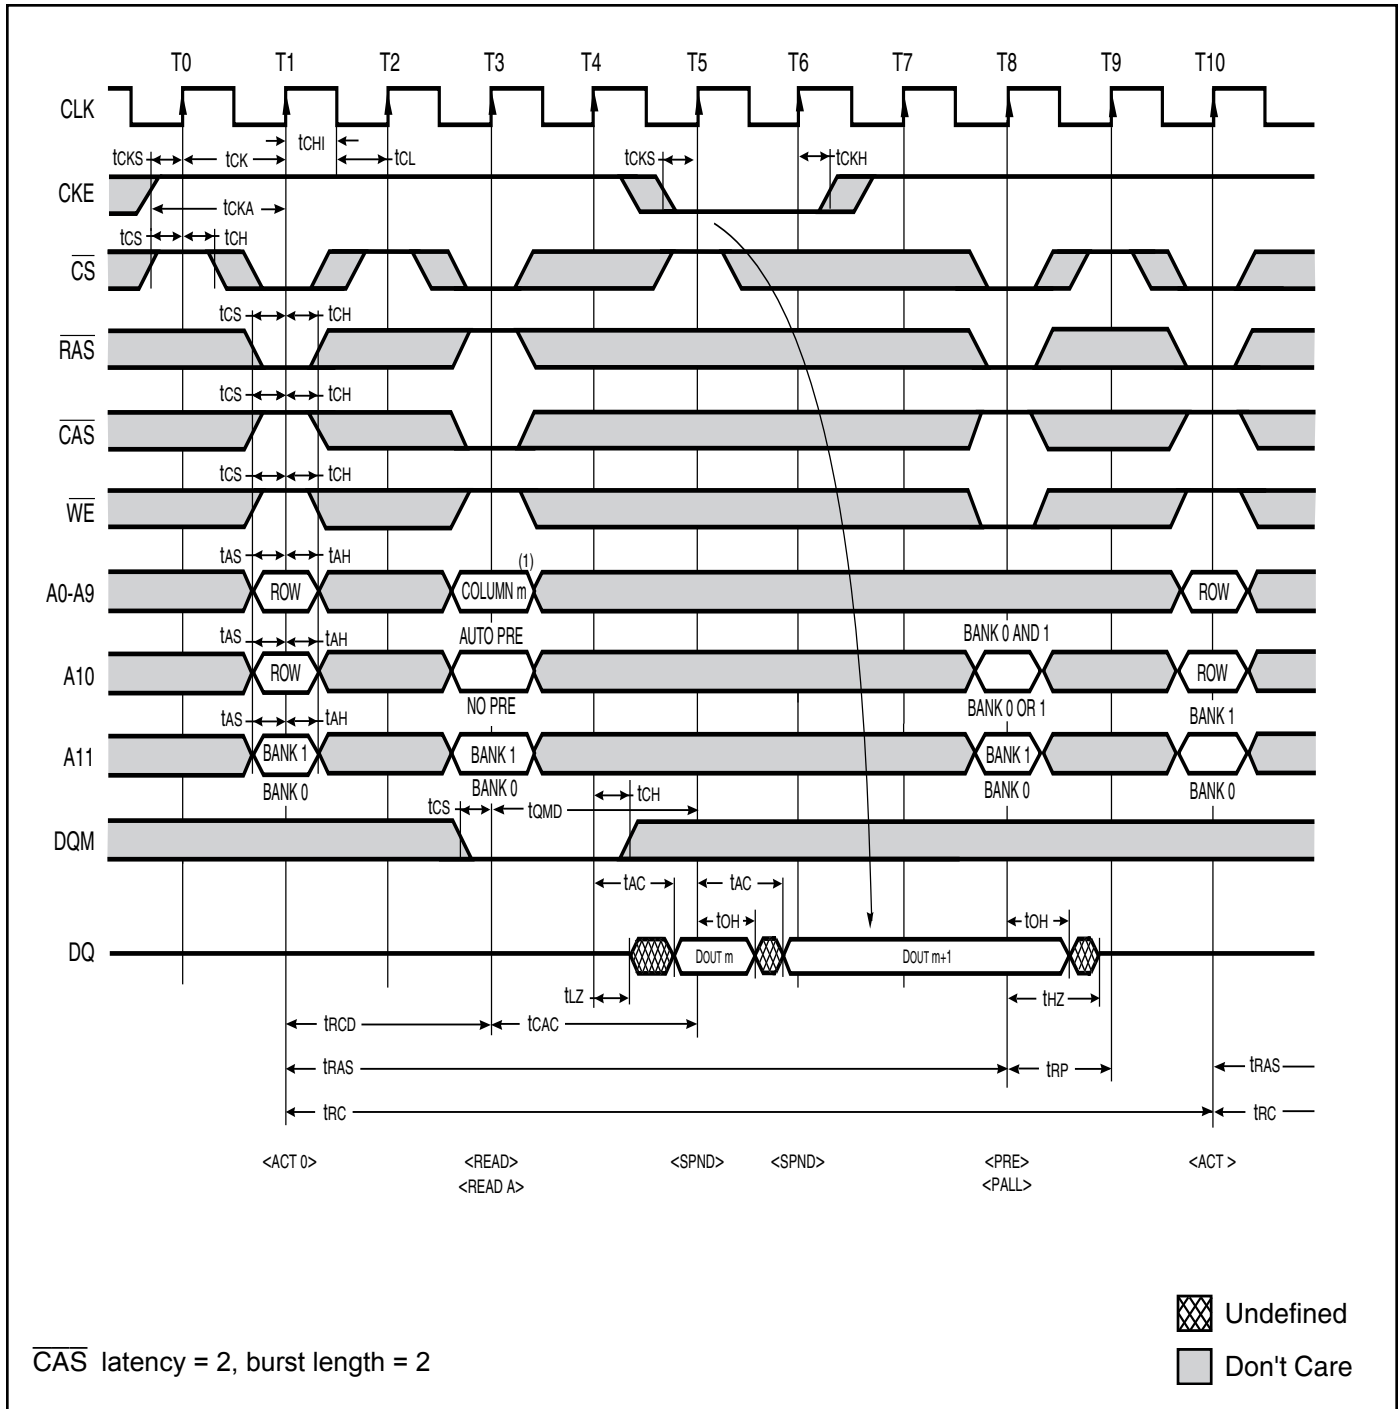 T0 T1 T2 T3 T4 T5 T6 T7 T8 T9 T10
CLK
tCHI
tCKS tCK tCL tCKS tCKH
CKE
tCKA
tCS tCH
CS
tCS tCH
RAS
tCS tCH
CAS
tCS tCH
WE
tAS tAH (1)
A0-A9 ROW COLUMN m ROW
tAS tAH AUTO PRE BANK 0 AND 1
A10 ROW ROW
NO PRE BANK 0 OR 1
tAS tAH BANK 1
A11 BANK 1 BANK 1 BANK 1
BANK 0 BANK 0 BANK 0 BANK 0
tCS tQMD tCH
DQM
tAC tAC
tOH tOH
DQ DOUT m DOUT m+1
tLZ tHZ
tRCD tCAC
tRAS tRP tRAS
tRC tRC
<ACT 0> <READ> <SPND> <SPND> <PRE> <ACT >
<READ A> <PALL>
Undefined
CAS latency = 2, burst length = 2
Don't Care